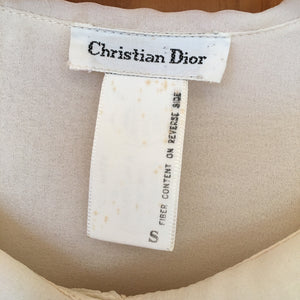 Christian Dior
FIBER CONTENT ON REVERSE SIDE
S